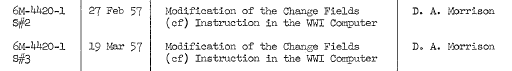 6M-4420-1 27 Feb 57 Modification of the Change Fields D. A. Morrison
S#2 (cf) Instruction in the WWI Computer
6M-4420-1 19 Mar 57 Modification of the Change Fields D. A. Morrison
S#3 (cf) Instruction in the WWI Computer